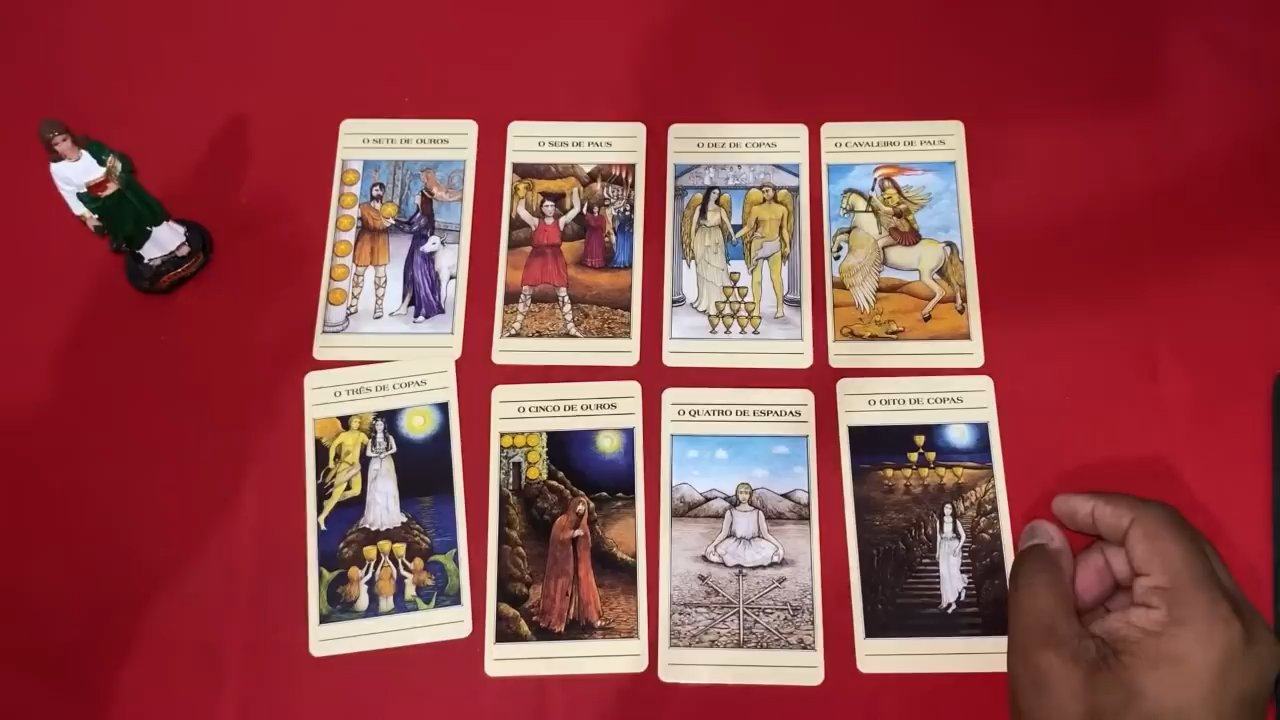 O SETE DE OUROS
O SEIS DE PAUS
O DEZ DE COPAS
O CAVALEIRO DE PAUS
O TRÊS DE COPAS
O CINCO DE OUROS
O QUATRO DE ESPADAS
O OITO DE COPAS